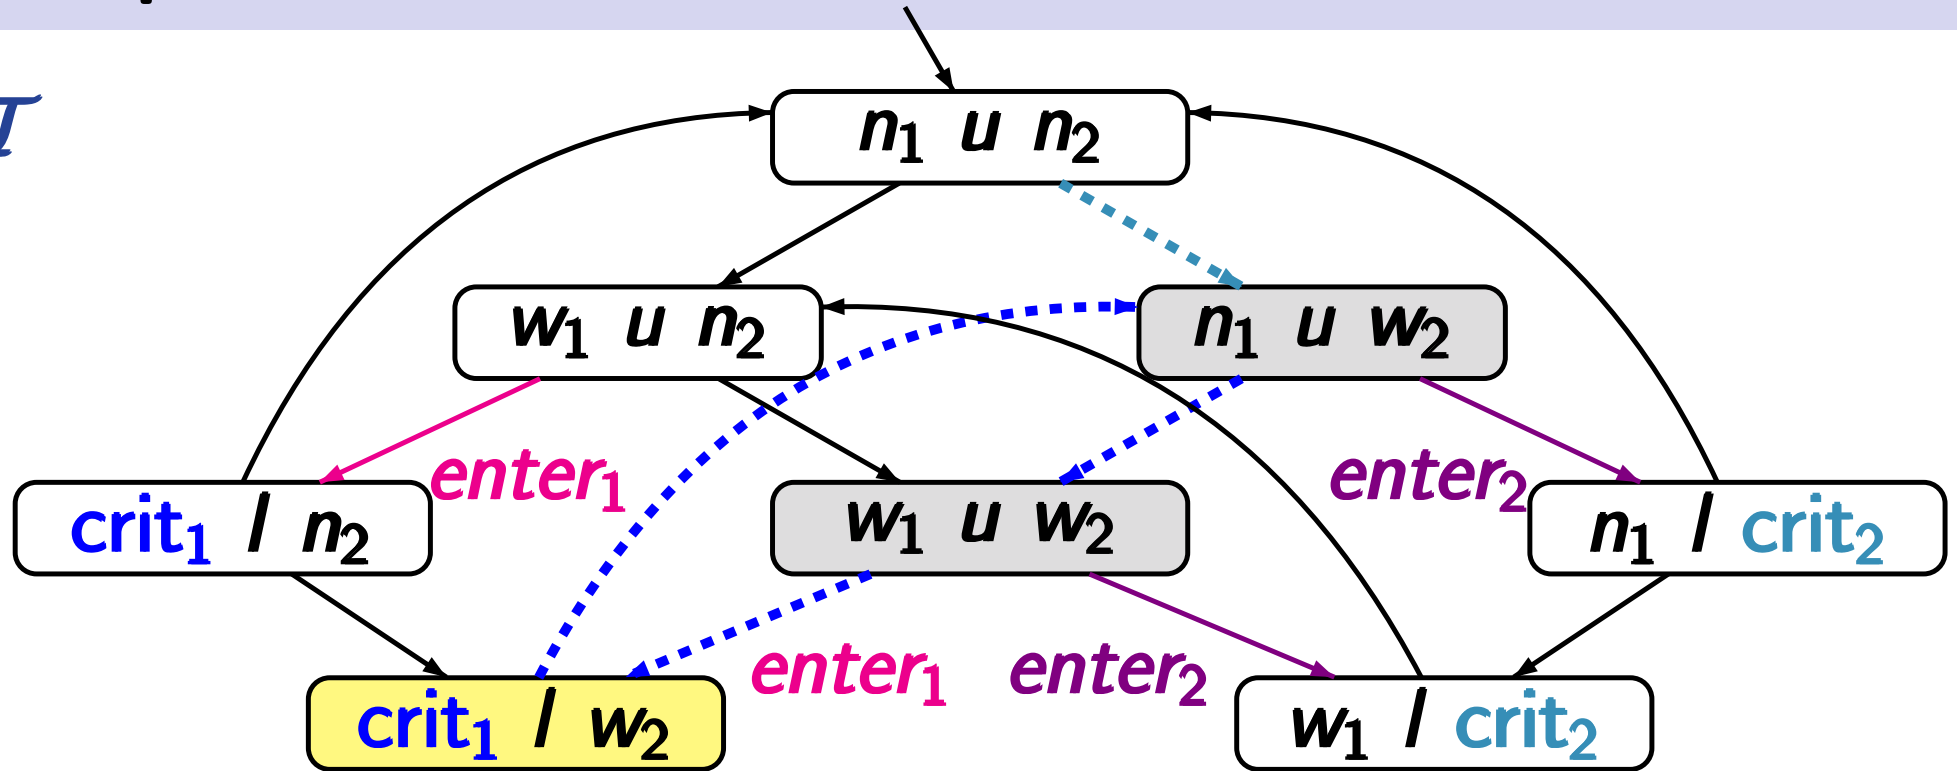 T
n₁ u n₂
w₁ u n₂
n₁ u w₂
enter₁
enter₂
crit₁ l n₂
w₁ u w₂
n₁ l crit₂
enter₁
enter₂
crit₁ l w₂
w₁ l crit₂